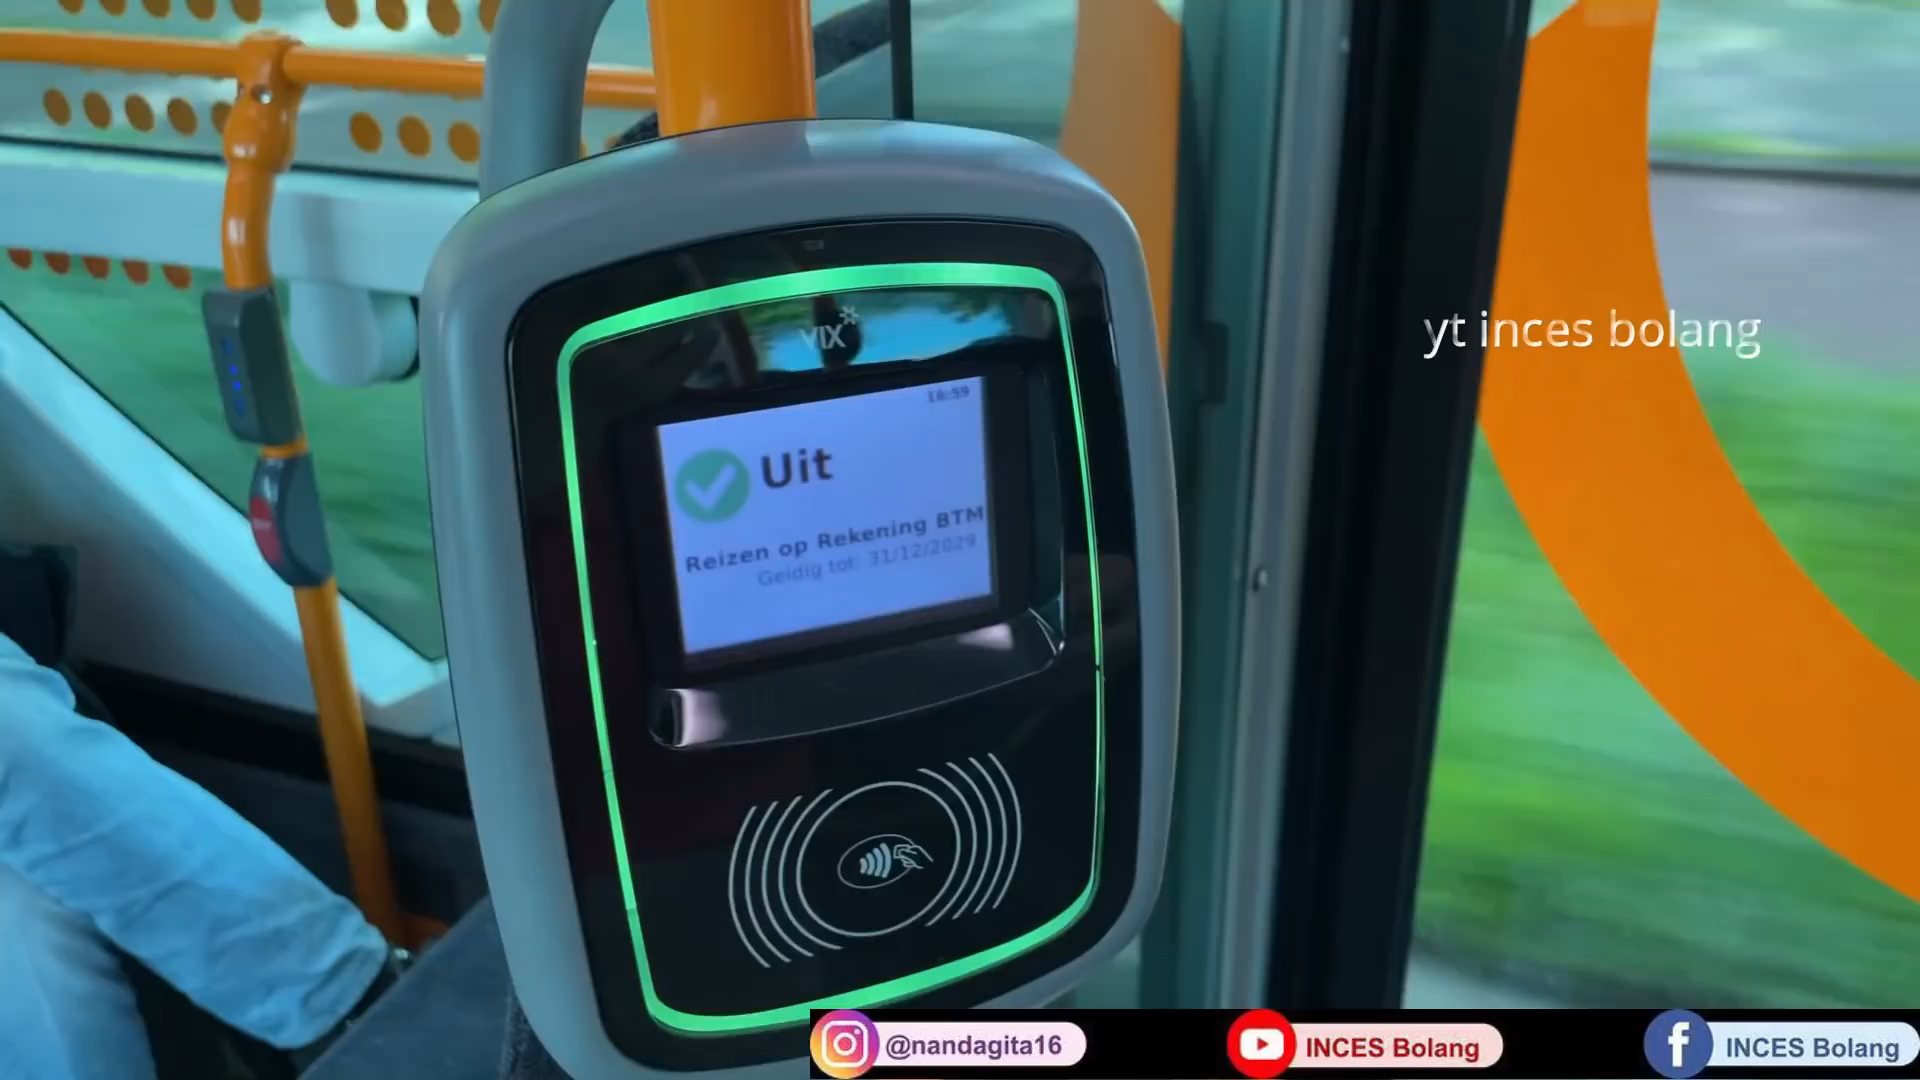 VIX
16:59
Uit
Reizen op Rekening BTM
Geldig tot: 31/12/2029
yt inces bolang
@nandagita16
INCES Bolang
INCES Bolang